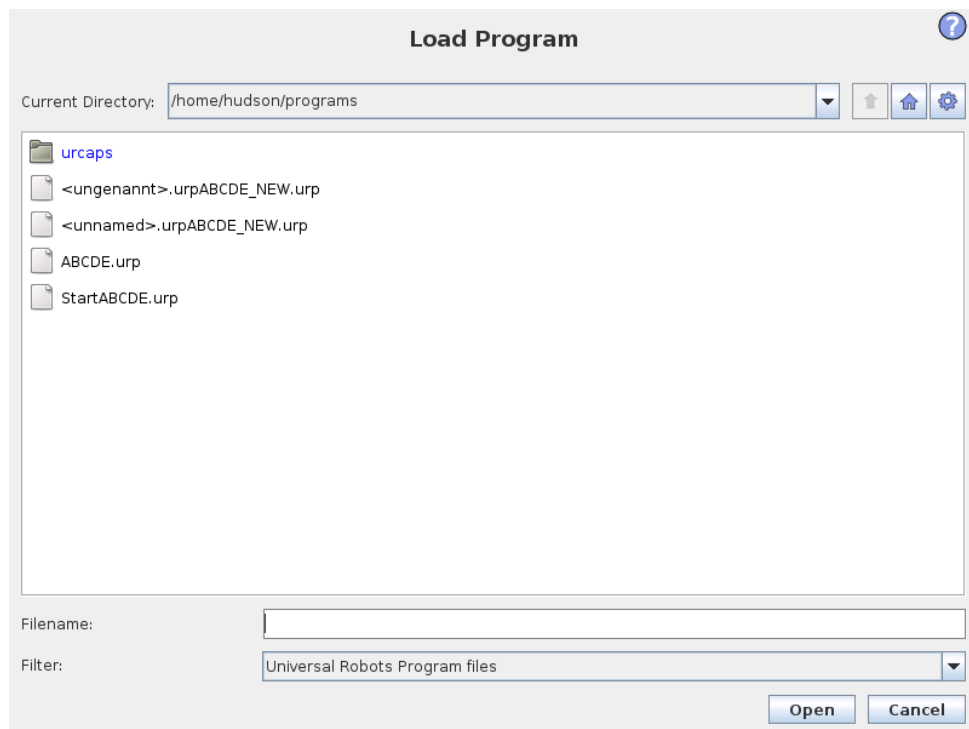 Load Program
?
Current Directory: /home/hudson/programs
urcaps
<ungenannt>.urpABCDE_NEW.urp
<unnamed>.urpABCDE_NEW.urp
ABCDE.urp
StartABCDE.urp
Filename:
Filter: Universal Robots Program files
Open Cancel